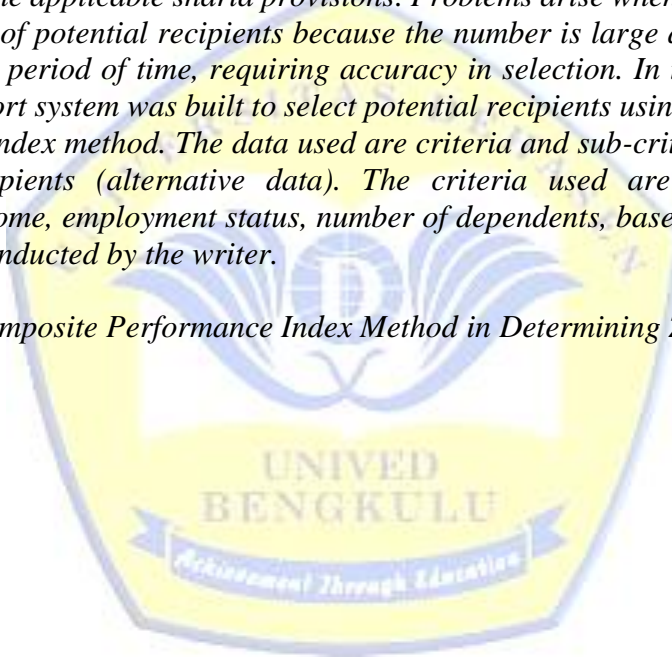 ne applicable sharia provisions. Problems arise wher
of potential recipients because the number is large a
period of time, requiring accuracy in selection. In
ort system was built to select potential recipients usin
ndex method. The data used are criteria and sub-crit
ipients (alternative data). The criteria used are
ome, employment status, number of dependents, base
nducted by the writer.
mposite Performance Index Method in Determining
UNIVED
BENGKULU
Achievement Through Education